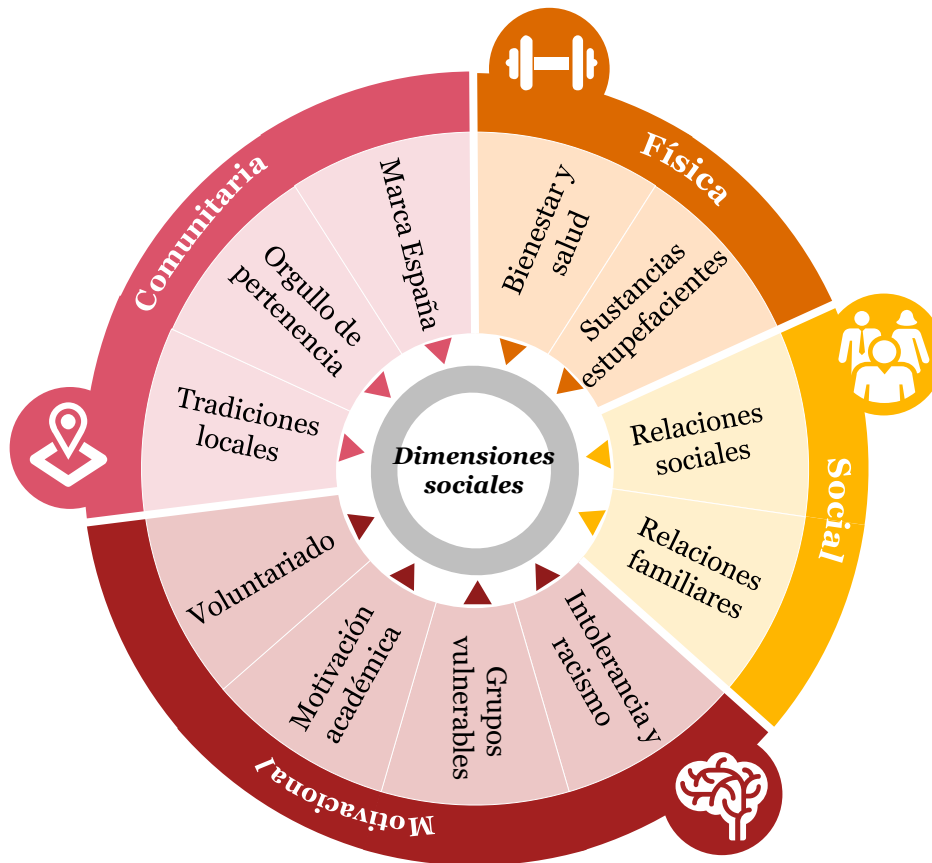 Dimensiones
sociales
Física
Bienestar y
salud
Sustancias
estupefacientes
Social
Relaciones
sociales
Relaciones
familiares
Motivacional
Intolerancia y
racismo
Grupos
vulnerables
Motivación
académica
Voluntariado
Comunitaria
Tradiciones
locales
Orgullo de
pertenencia
Marca España